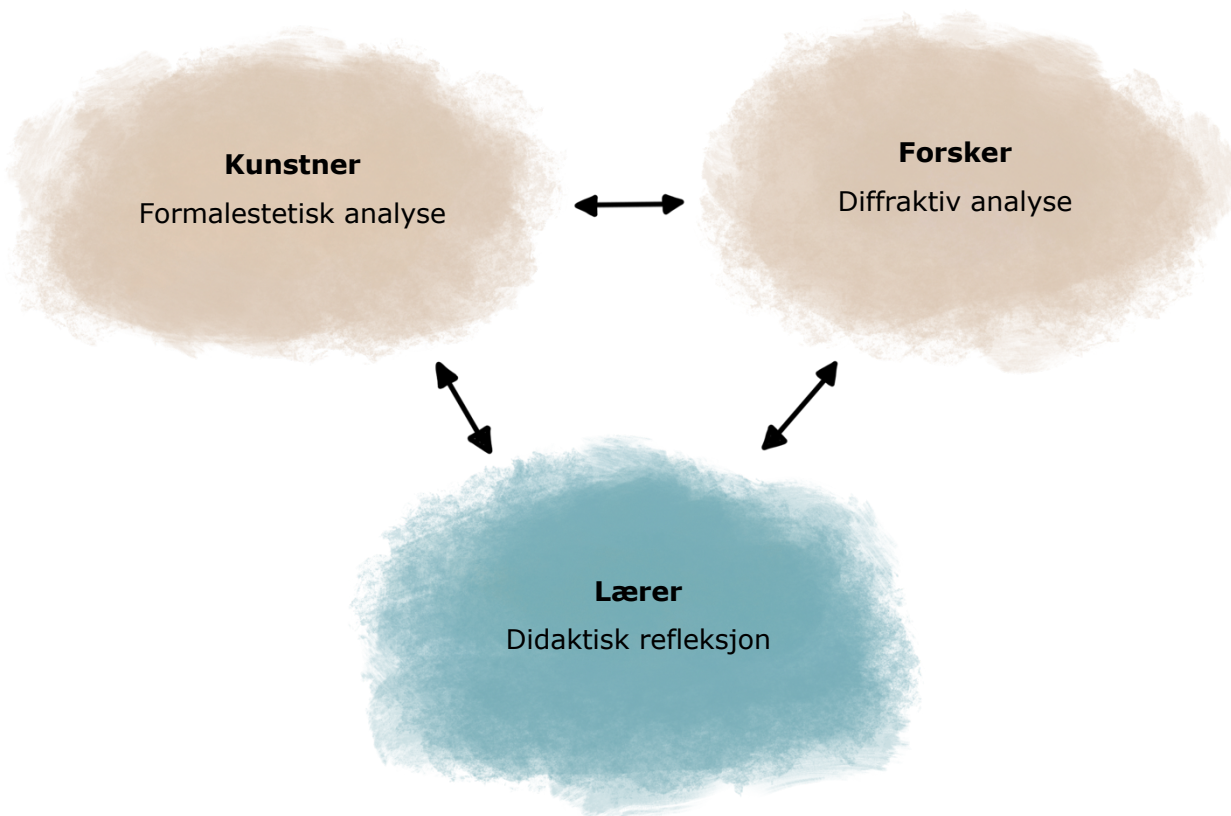 Kunstner
Formalestetisk analyse
Forsker
Diffraktiv analyse
Lærer
Didaktisk refleksjon